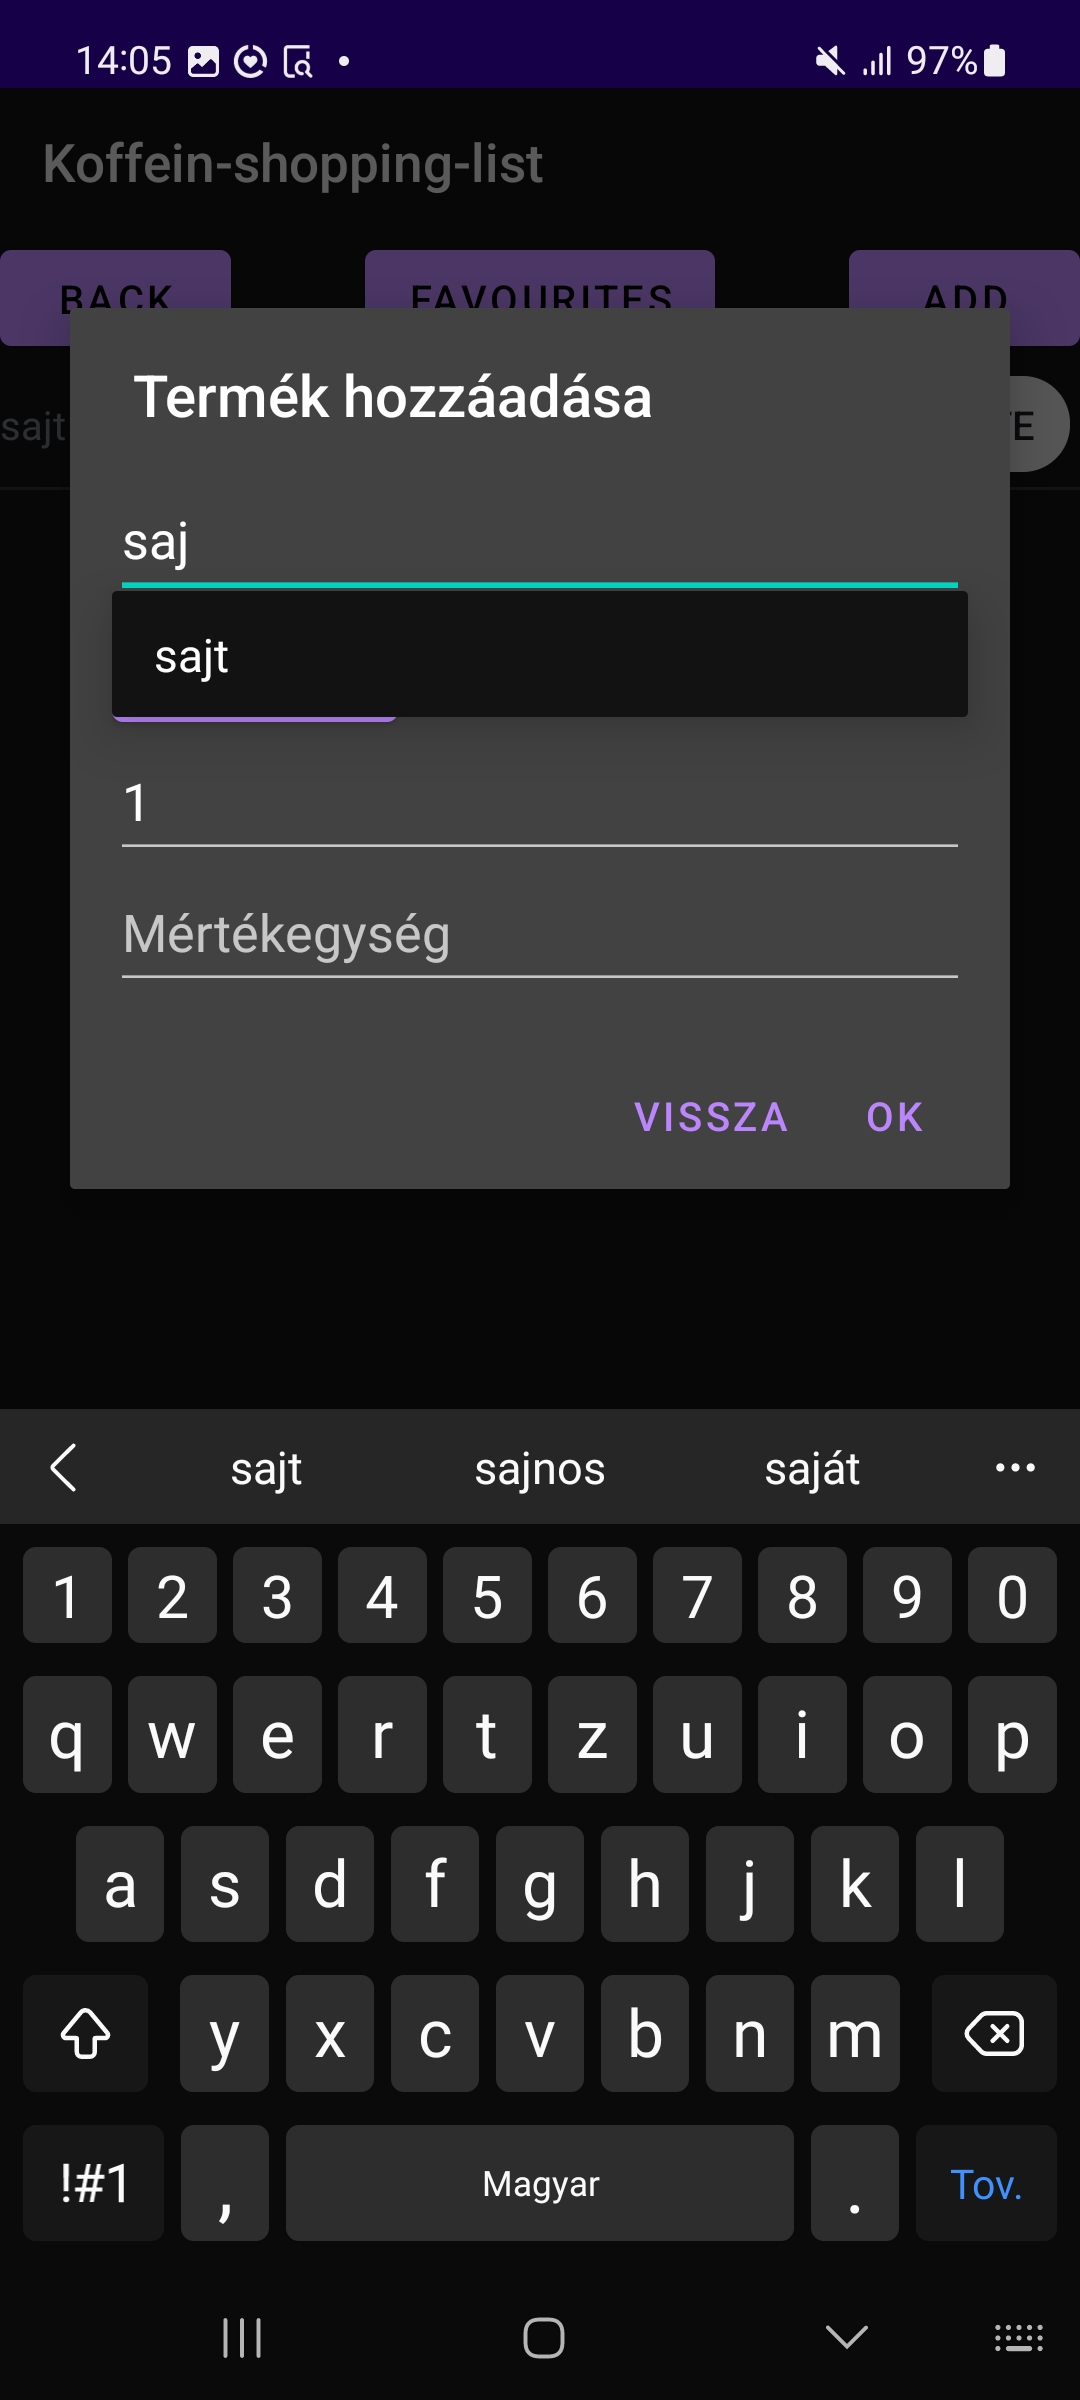 14:05 97%
Koffein-shopping-list
BACK FAVOURITES ADD
Termék hozzáadása
sajt
saj
sajt
1
Mértékegység
VISSZA OK
sajt sajnos saját
1 2 3 4 5 6 7 8 9 0
q w e r t z u i o p
a s d f g h j k l
y x c v b n m
!#1 , Magyar . Tov.